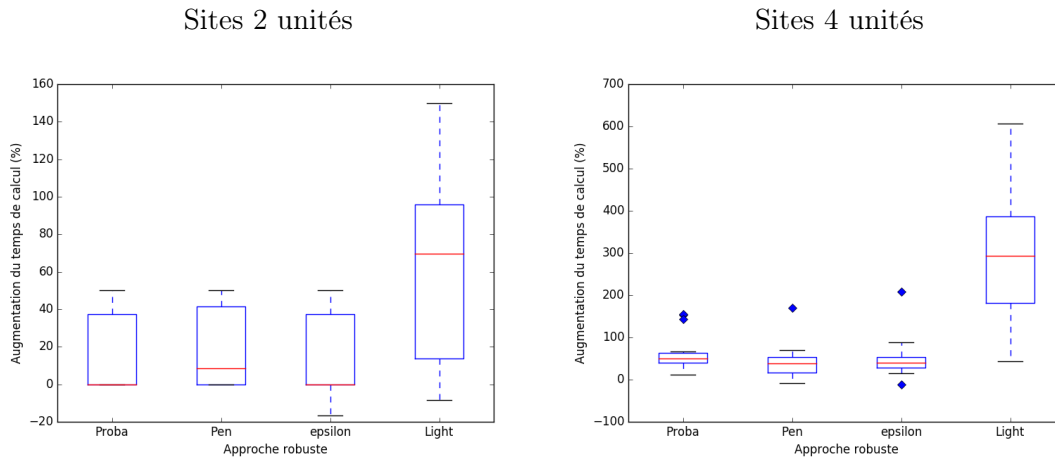 Sites 2 unités
Sites 4 unités
Augmentation du temps de calcul (%)
160
140
120
100
80
60
40
20
0
−20
Proba
Pen
epsilon
Light
Approche robuste
Augmentation du temps de calcul (%)
700
600
500
400
300
200
100
0
−100
Proba
Pen
epsilon
Light
Approche robuste